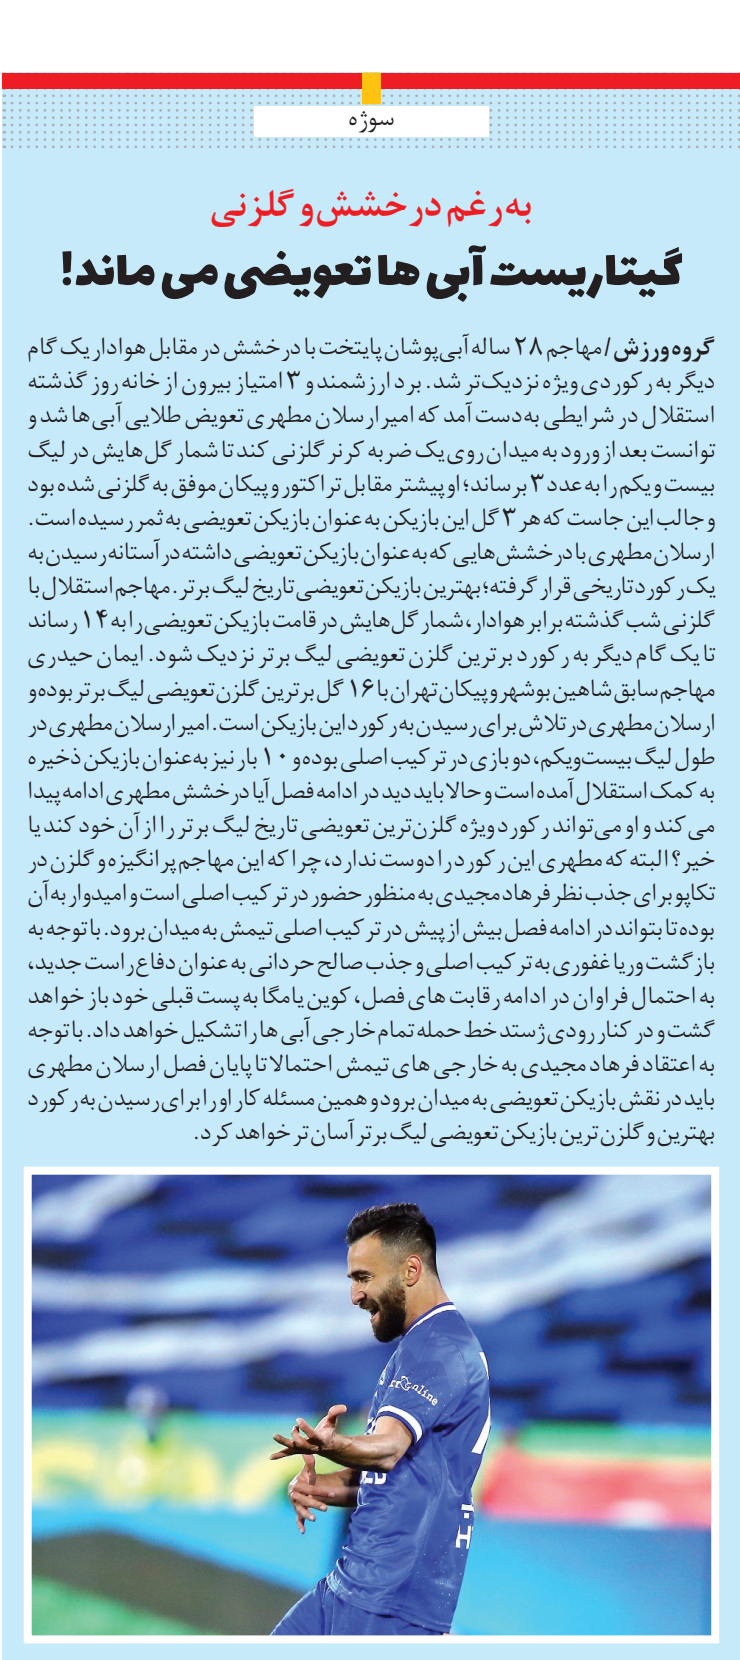 سوژه
به‌رغم درخشش و گلزنی
گیتاریست آبی ها تعویضی می ماند!
گروه ورزش/ مهاجم ۲۸ ساله آبی‌پوشان پایتخت با درخشش در مقابل هوادار یک گام
دیگر به رکوردی ویژه نزدیک‌تر شد. برد ارزشمند و ۳ امتیاز بیرون از خانه روز گذشته
استقلال در شرایطی به‌دست آمد که امیر ارسلان مطهری تعویض طلایی آبی‌ها شد و
توانست بعد از ورود به میدان روی یک ضربه کرنر گلزنی کند تا شمار گل‌هایش در لیگ
بیست و یکم را به عدد ۳ برساند؛ او پیشتر مقابل تراکتور و پیکان موفق به گلزنی شده بود
و جالب این جاست که هر ۳ گل این بازیکن به عنوان بازیکن تعویضی به ثمر رسیده است.
ارسلان مطهری با درخشش‌هایی که به‌عنوان بازیکن تعویضی داشته در آستانه رسیدن به
یک رکورد تاریخی قرار گرفته؛ بهترین بازیکن تعویضی تاریخ لیگ برتر. مهاجم استقلال با
گلزنی شب گذشته برابر هوادار، شمار گل‌هایش در قامت بازیکن تعویضی را به ۱۴ رساند
تا یک گام دیگر به رکورد برترین گلزن تعویضی لیگ برتر نزدیک شود. ایمان حیدری
مهاجم سابق شاهین بوشهر و پیکان تهران با ۱۶ گل برترین گلزن تعویضی لیگ برتر بوده و
ارسلان مطهری در تلاش برای رسیدن به رکورد این بازیکن است. امیر ارسلان مطهری در
طول لیگ بیست‌ویکم، دو بازی در ترکیب اصلی بوده و ۱۰ بار نیز به‌عنوان بازیکن ذخیره
به کمک استقلال آمده است و حالا باید دید در ادامه فصل آیا درخشش مطهری ادامه پیدا
می کند و او می‌تواند رکورد ویژه گلزن‌ترین تعویضی تاریخ لیگ برتر را از آن خود کند یا
خیر؟ البته که مطهری این رکورد را دوست ندارد، چرا که این مهاجم پرانگیزه و گلزن در
تکاپو برای جذب نظر فرهاد مجیدی به منظور حضور در ترکیب اصلی است و امیدوار به آن
بوده تا بتواند در ادامه فصل بیش از پیش در ترکیب اصلی تیمش به میدان برود. با توجه به
بازگشت وریا غفوری به ترکیب اصلی و جذب صالح حردانی به عنوان دفاع راست جدید،
به احتمال فراوان در ادامه رقابت های فصل، کوین یامگا به پست قبلی خود باز خواهد
گشت و در کنار رودی ژستد خط حمله تمام خارجی آبی ها را تشکیل خواهد داد. با توجه
به اعتقاد فرهاد مجیدی به خارجی های تیمش احتمالا تا پایان فصل ارسلان مطهری
باید در نقش بازیکن تعویضی به میدان برود و همین مسئله کار او را برای رسیدن به رکورد
بهترین و گلزن ترین بازیکن تعویضی لیگ برتر آسان تر خواهد کرد.